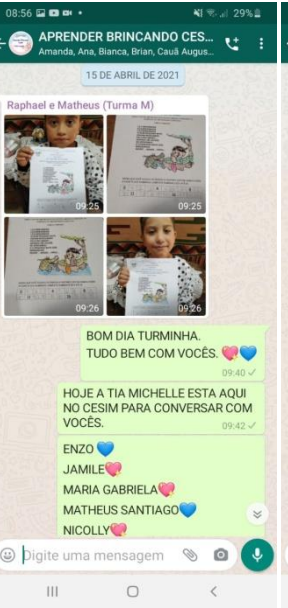 08:56
29%
APRENDER BRINCANDO CES...
Amanda, Ana, Bianca, Brian, Cauã Augus...
15 DE ABRIL DE 2021
Raphael e Matheus (Turma M)
09:25
09:25
09:26
09:26
BOM DIA TURMINHA.
TUDO BEM COM VOCÊS. 💖💙
09:40
HOJE A TIA MICHELLE ESTA AQUI
NO CESIM PARA CONVERSAR COM
VOCÊS.
09:42
ENZO 💙
JAMILE💖
MARIA GABRIELA💖
MATHEUS SANTIAGO💙
NICOLLY💖
Digite uma mensagem